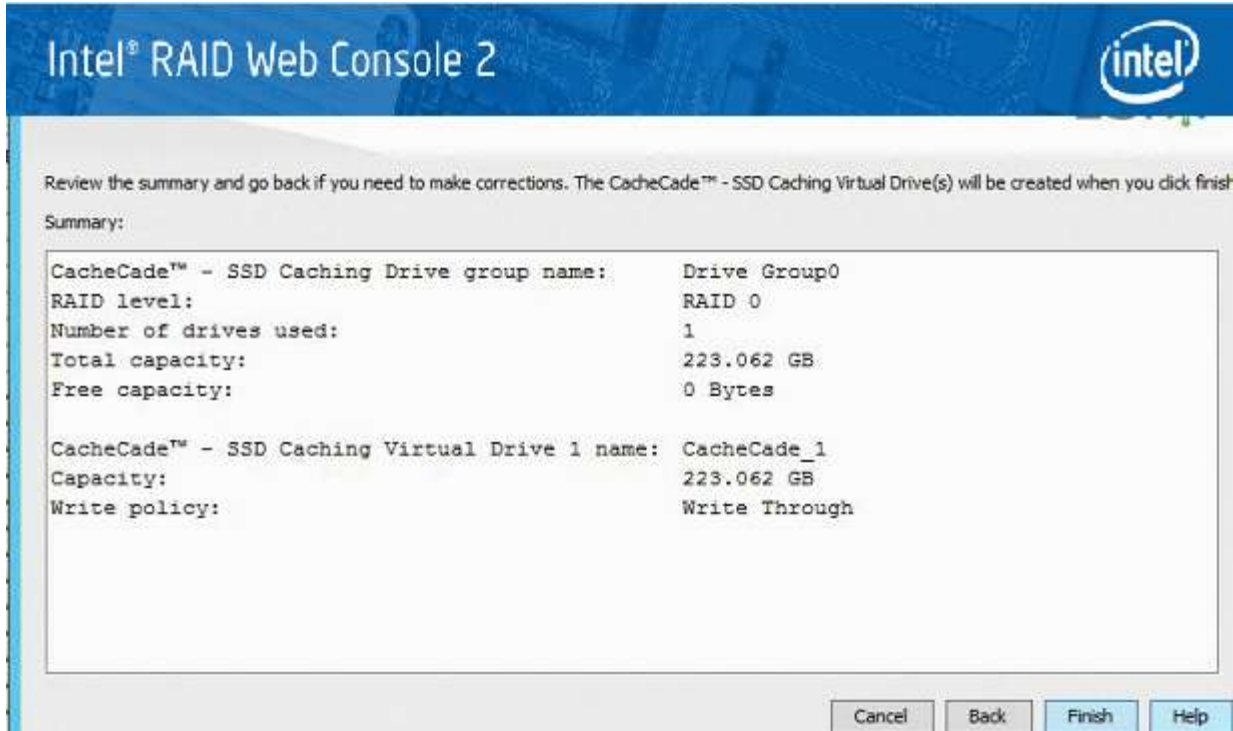 Intel® RAID Web Console 2
intel
Review the summary and go back if you need to make corrections. The CacheCade™ - SSD Caching Virtual Drive(s) will be created when you click finish
Summary:
CacheCade™ - SSD Caching Drive group name: Drive Group0
RAID level: RAID 0
Number of drives used: 1
Total capacity: 223.062 GB
Free capacity: 0 Bytes
CacheCade™ - SSD Caching Virtual Drive 1 name: CacheCade_1
Capacity: 223.062 GB
Write policy: Write Through
Cancel Back Finish Help